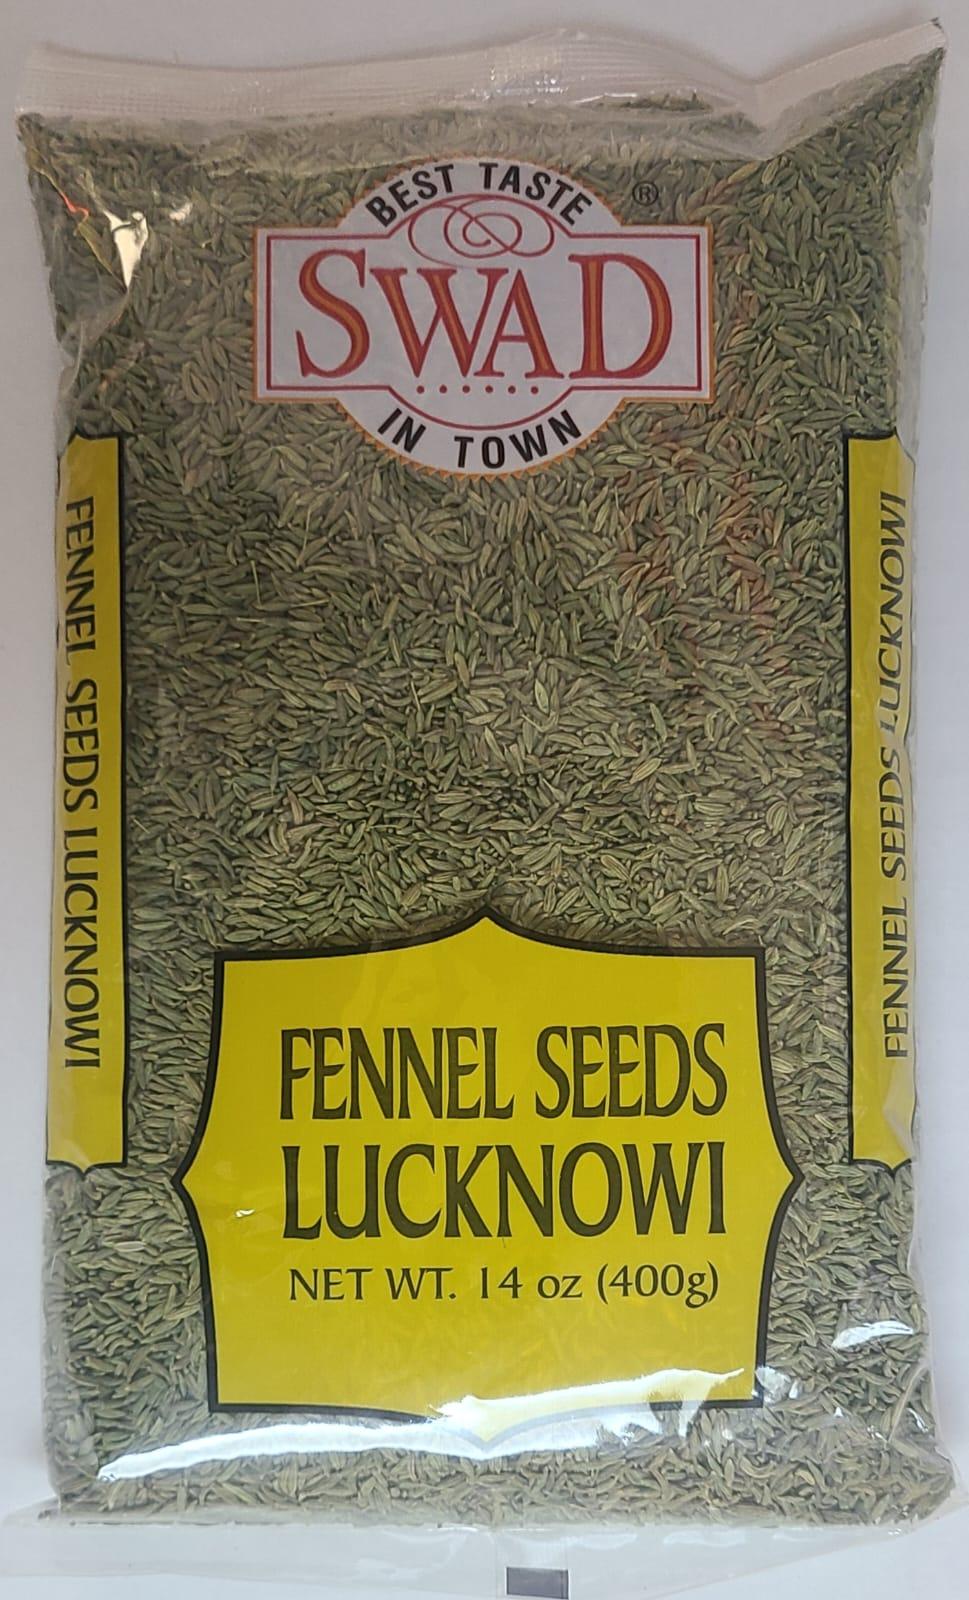 BEST TASTE
®
SWAD
IN TOWN
FENNEL SEEDS LUCKNOWI
FENNEL SEEDS LUCKNOWI
FENNEL SEEDS
LUCKNOWI
NET WT. 14 oz (400g)